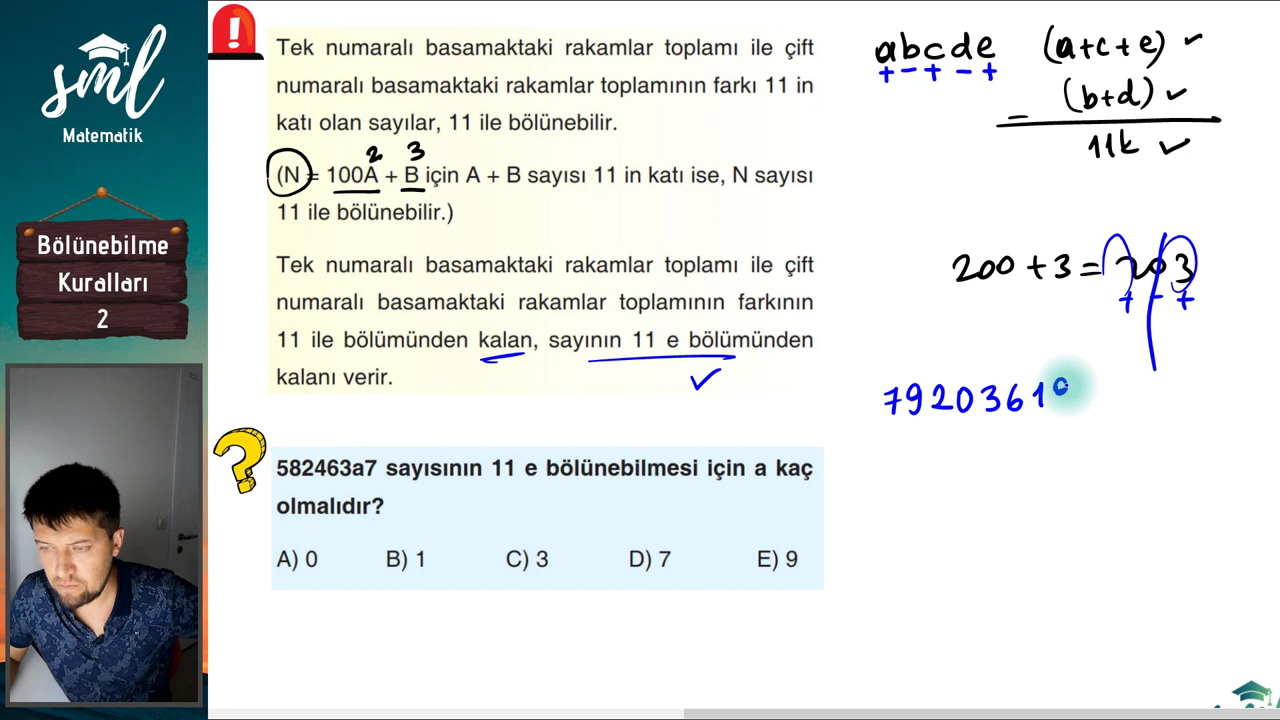 sml
Matematik
Bölünebilme
Kuralları
2
Tek numaralı basamaktaki rakamlar toplamı ile çift
numaralı basamaktaki rakamlar toplamının farkı 11 in
katı olan sayılar, 11 ile bölünebilir.
2 3
(N = 100A + B için A + B sayısı 11 in katı ise, N sayısı
11 ile bölünebilir.)
Tek numaralı basamaktaki rakamlar toplamı ile çift
numaralı basamaktaki rakamlar toplamının farkının
11 ile bölümünden kalan, sayının 11 e bölümünden
kalanı verir.
582463a7 sayısının 11 e bölünebilmesi için a kaç
olmalıdır?
A) 0 B) 1 C) 3 D) 7 E) 9
abcde (a+c+e)
+ - + - +
(b+d)
-
11k
200 + 3 = 203
+ - +
7920361